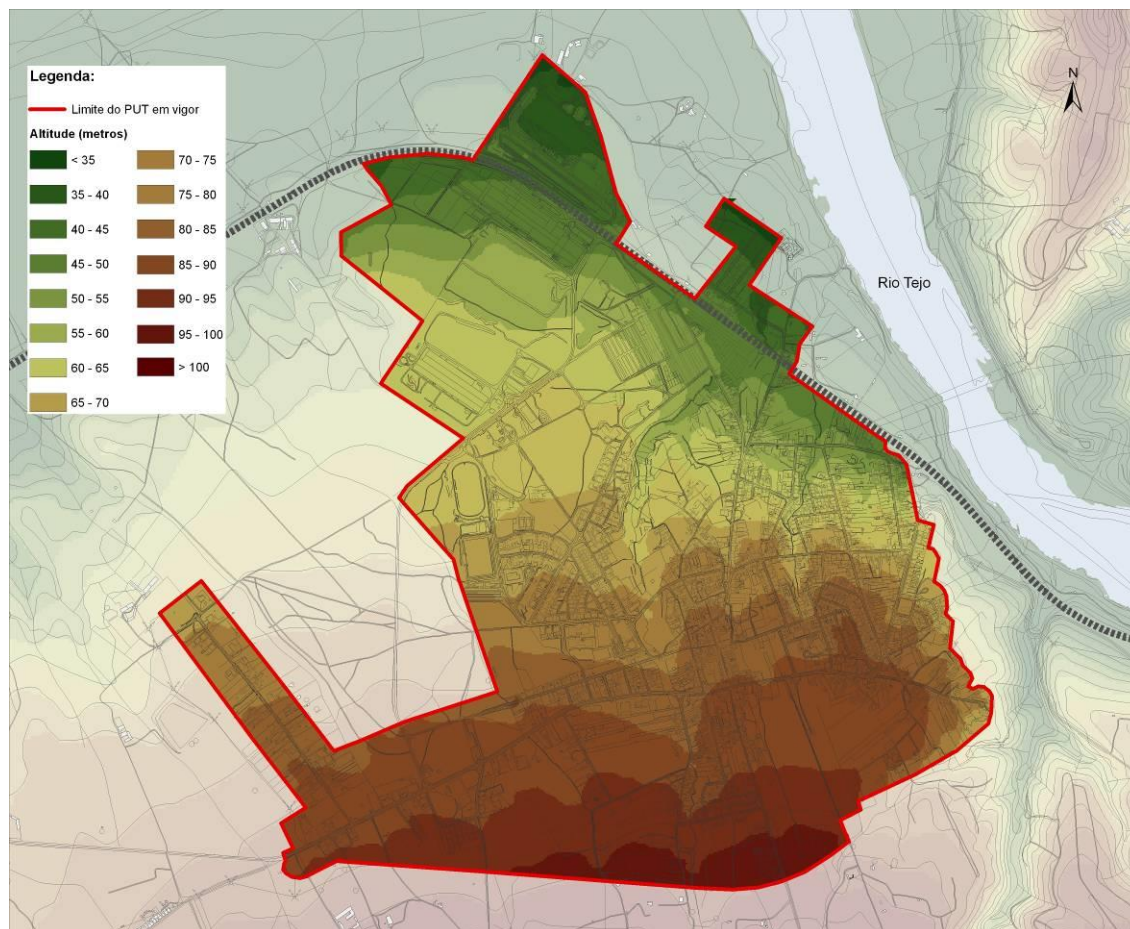 Legenda:
Limite do PUT em vigor
Altitude (metros)
< 35
35 - 40
40 - 45
45 - 50
50 - 55
55 - 60
60 - 65
65 - 70
70 - 75
75 - 80
80 - 85
85 - 90
90 - 95
95 - 100
> 100
N
Rio Tejo